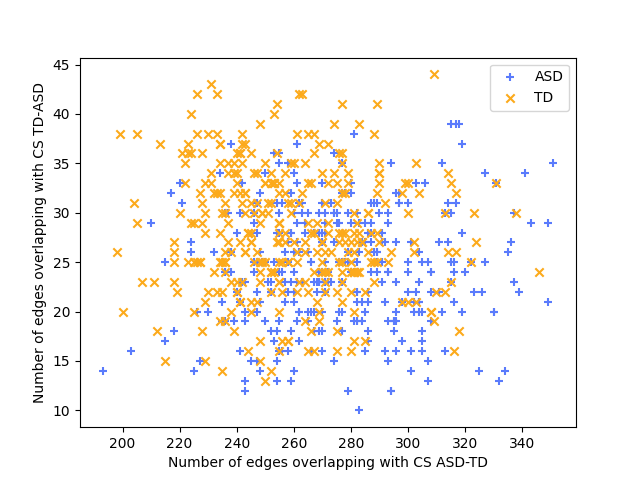 45
40
35
30
25
20
15
10
Number of edges overlapping with CS TD-ASD
ASD
TD
200 220 240 260 280 300 320 340
Number of edges overlapping with CS ASD-TD